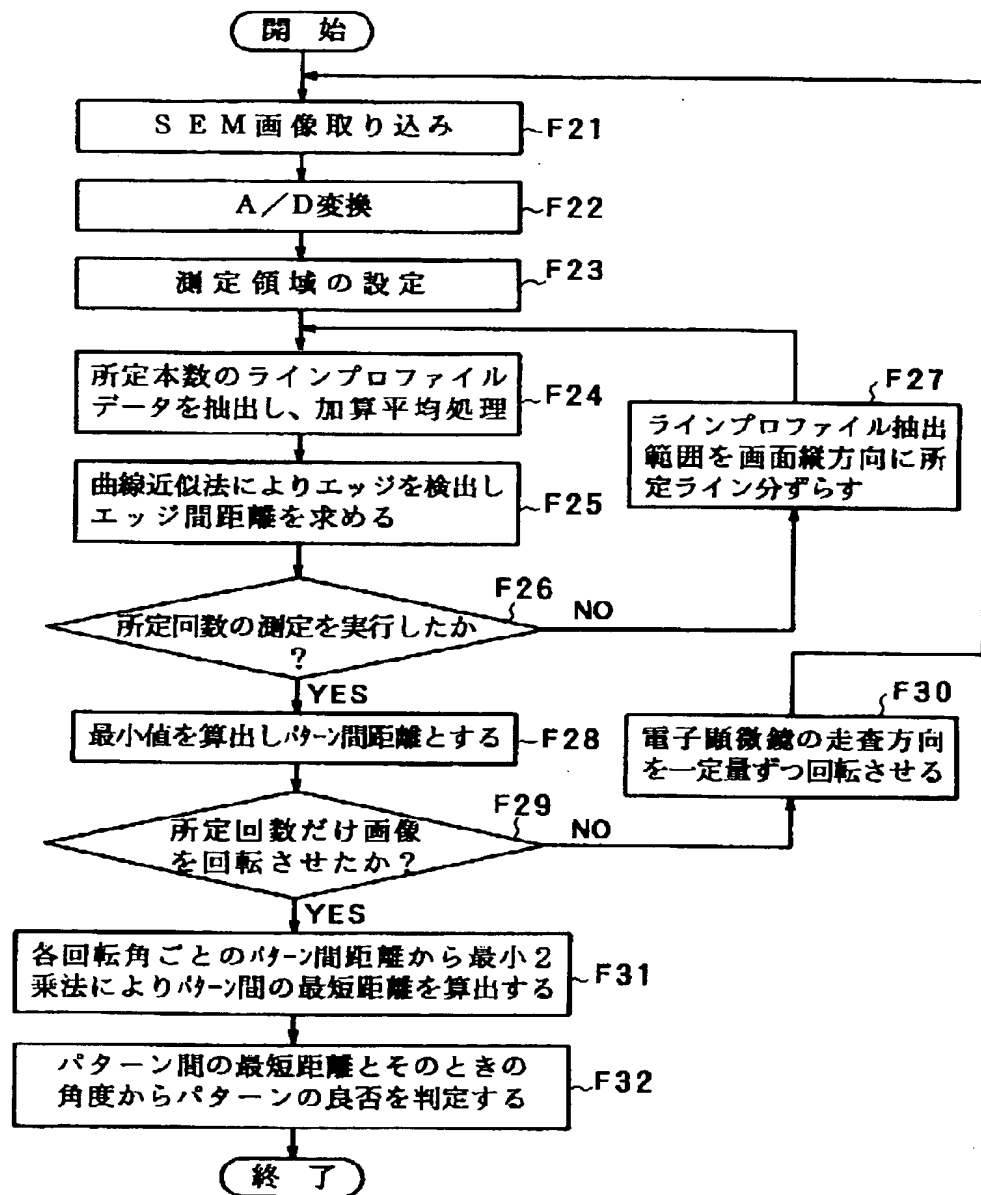 開 始
SEM画像取り込み
F21
A/D変換
F22
測定領域の設定
F23
所定本数のラインプロファイル
データを抽出し、加算平均処理
F24
ラインプロファイル抽出
範囲を画面縦方向に所
定ライン分ずらす
F27
曲線近似法によりエッジを検出し
エッジ間距離を求める
F25
所定回数の測定を実行したか
?
F26
NO
YES
最小値を算出しパターン間距離とする
F28
電子顕微鏡の走査方向
を一定量ずつ回転させる
F30
所定回数だけ画像
を回転させたか?
F29
NO
YES
各回転角ごとのパターン間距離から最小2
乗法によりパターン間の最短距離を算出する
F31
パターン間の最短距離とそのときの
角度からパターンの良否を判定する
F32
終 了